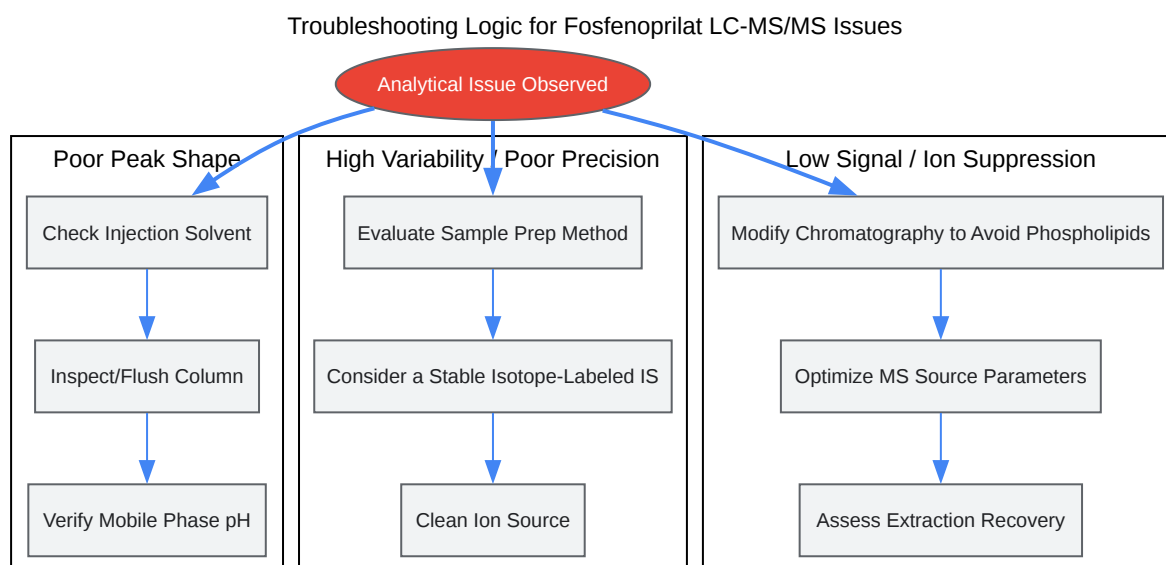 Troubleshooting Logic for Fosfenoprilat LC-MS/MS Issues
Analytical Issue Observed
Poor Peak Shape
Check Injection Solvent
Inspect/Flush Column
Verify Mobile Phase pH
High Variability / Poor Precision
Evaluate Sample Prep Method
Consider a Stable Isotope-Labeled IS
Clean Ion Source
Low Signal / Ion Suppression
Modify Chromatography to Avoid Phospholipids
Optimize MS Source Parameters
Assess Extraction Recovery